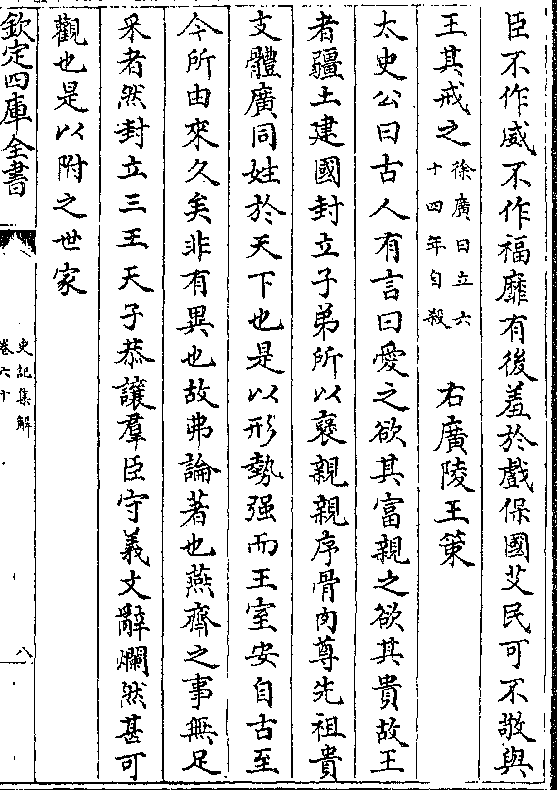 臣不作威不作福靡有後羞於戲保國艾民可不敬與
王其戒之徐廣曰立六十四年自殺　右廣陵王策
太史公曰古人有言曰愛之欲其富親之欲其貴故王
者疆土建國封立子弟所以褒親親序骨肉尊先祖貴
支體廣同姓於天下也是以形勢强而王室安自古至
今所由來久矣非有異也故弗論著也燕齊之事無足
采者然封立三王天子恭讓羣臣守義文辭爛然甚可
觀也是以附之世家
欽定四庫全書
史記集解
卷六十
八